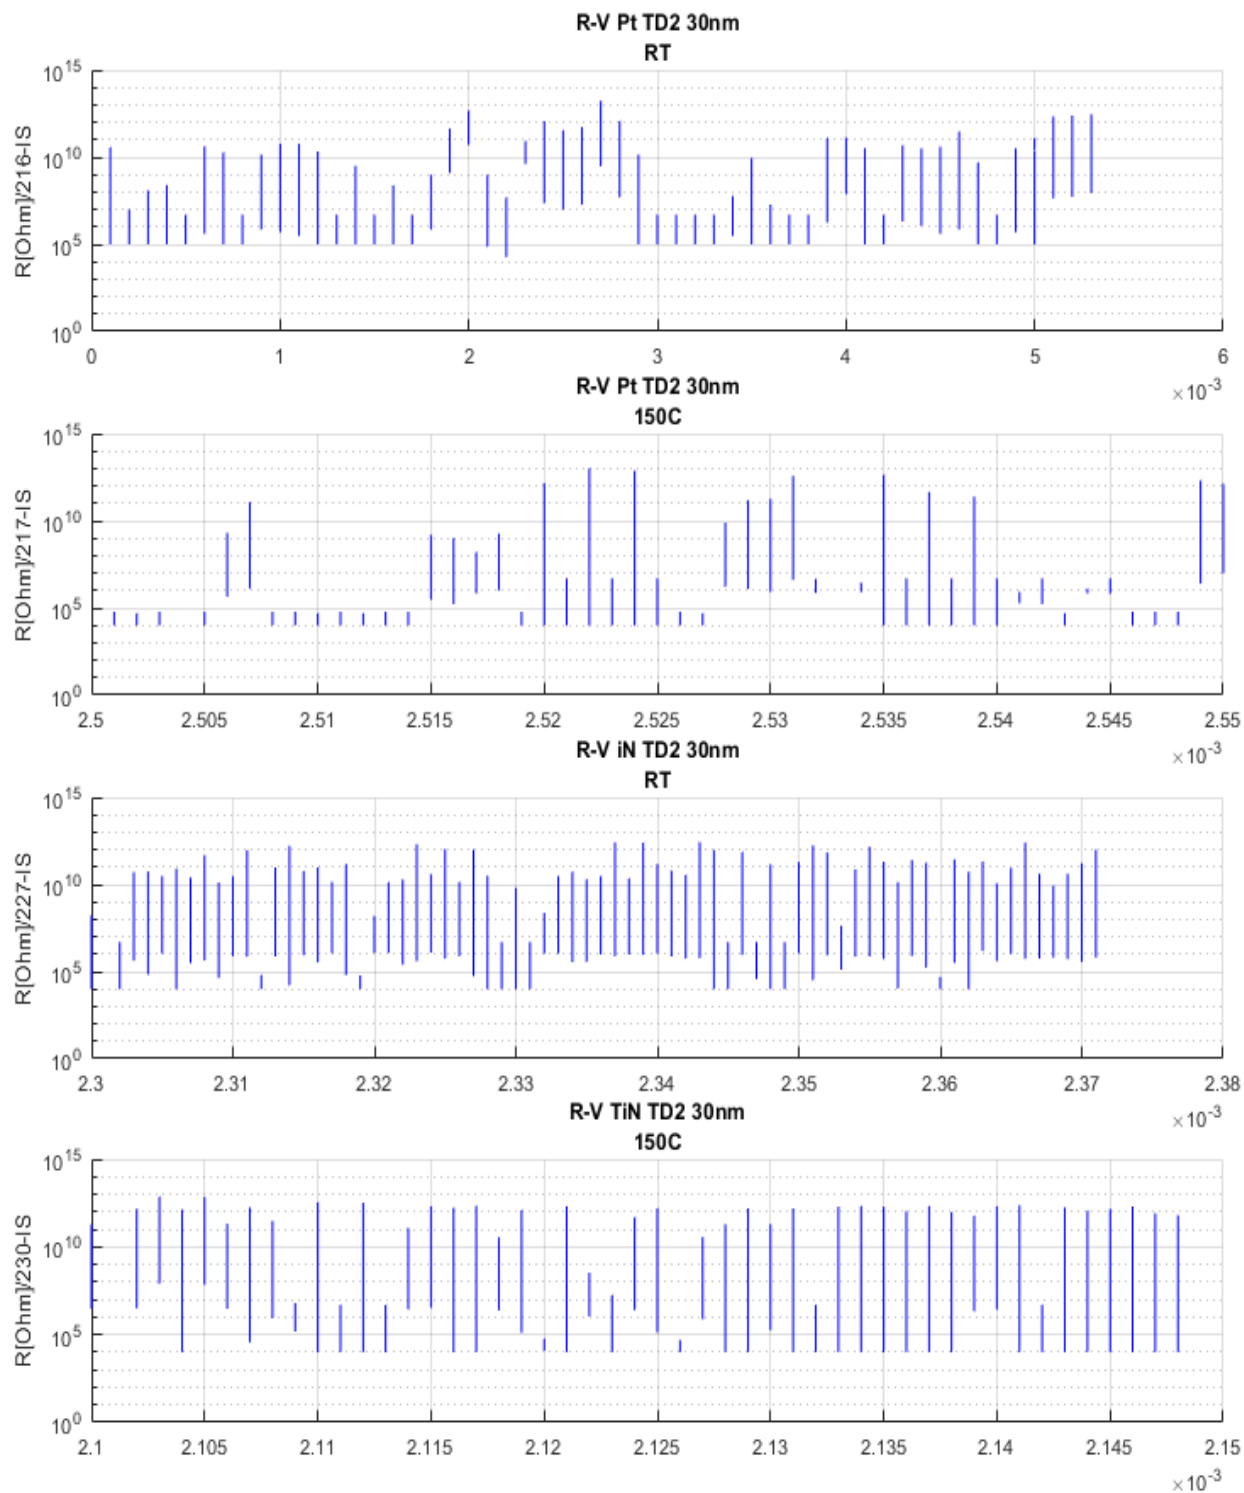 R-V Pt TD2 30nm
RT
R[Ohm]/216-IS
10^15
10^10
10^5
10^0
0 1 2 3 4 5 6
×10^-3
R-V Pt TD2 30nm
150C
R[Ohm]/217-IS
10^15
10^10
10^5
10^0
2.5 2.505 2.51 2.515 2.52 2.525 2.53 2.535 2.54 2.545 2.55
×10^-3
R-V iN TD2 30nm
RT
R[Ohm]/227-IS
10^15
10^10
10^5
10^0
2.3 2.31 2.32 2.33 2.34 2.35 2.36 2.37 2.38
×10^-3
R-V TiN TD2 30nm
150C
R[Ohm]/230-IS
10^15
10^10
10^5
10^0
2.1 2.105 2.11 2.115 2.12 2.125 2.13 2.135 2.14 2.145 2.15
×10^-3